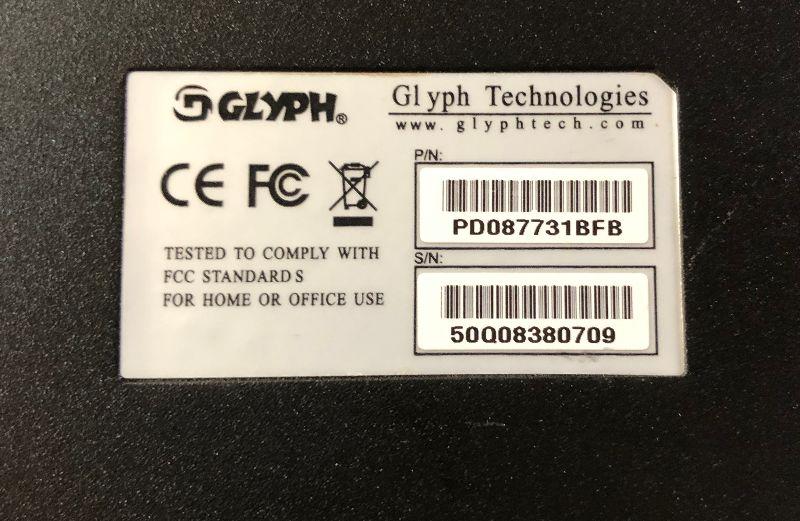 GLYPH®
Glyph Technologies
www.glyphtech.com
CE FC
TESTED TO COMPLY WITH
FCC STANDARDS
FOR HOME OR OFFICE USE
P/N:
PD087731BFB
S/N:
50Q08380709